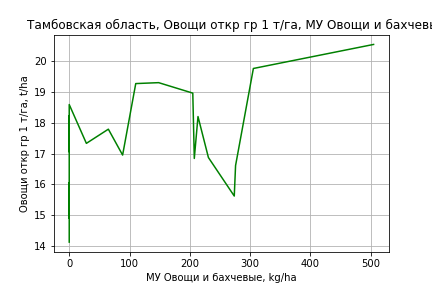 Тамбовская область, Овощи откр гр 1 т/га, МУ Овощи и бахчевы
Овощи откр гр 1 т/га, t/ha
20
19
18
17
16
15
14
0 100 200 300 400 500
МУ Овощи и бахчевые, kg/ha